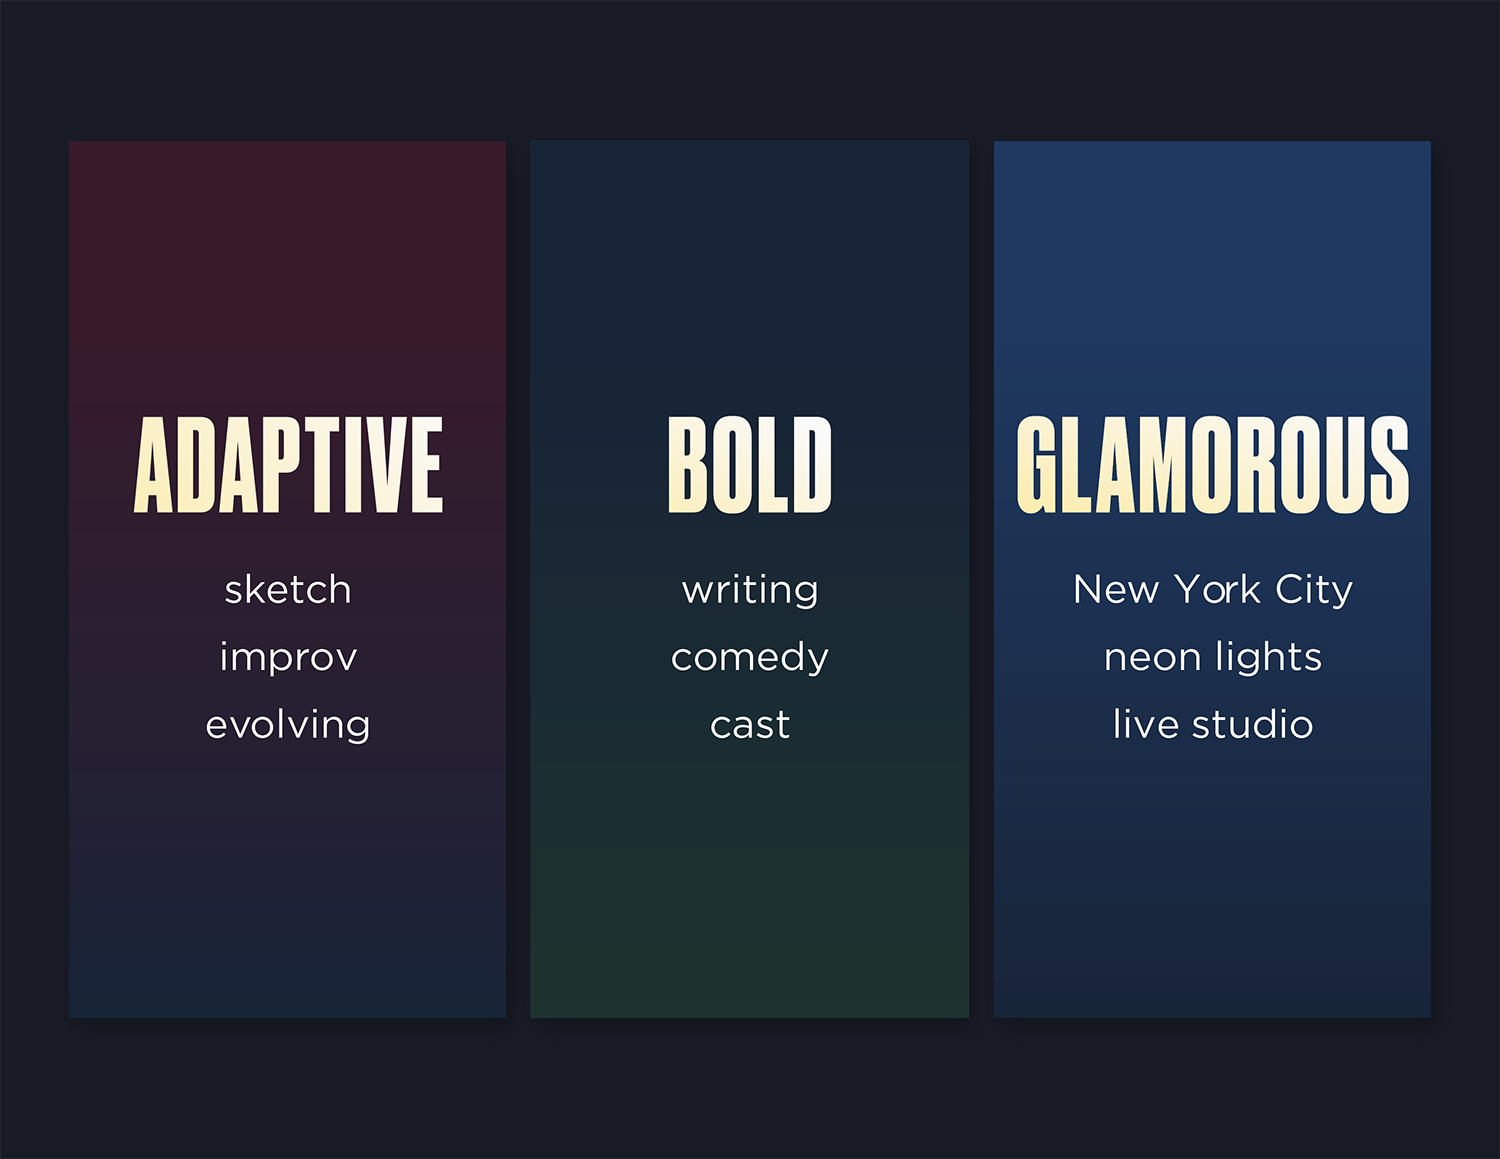 ADAPTIVE
sketch
improv
evolving
BOLD
writing
comedy
cast
GLAMOROUS
New York City
neon lights
live studio